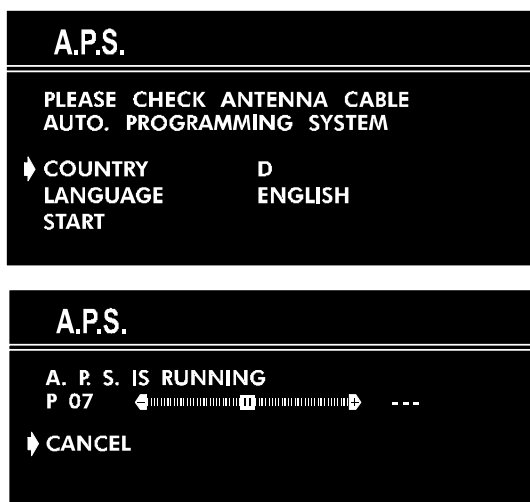 A.P.S.
PLEASE CHECK ANTENNA CABLE
AUTO. PROGRAMMING SYSTEM
COUNTRY D
LANGUAGE ENGLISH
START
A.P.S.
A. P. S. IS RUNNING
P 07 - + ---
CANCEL